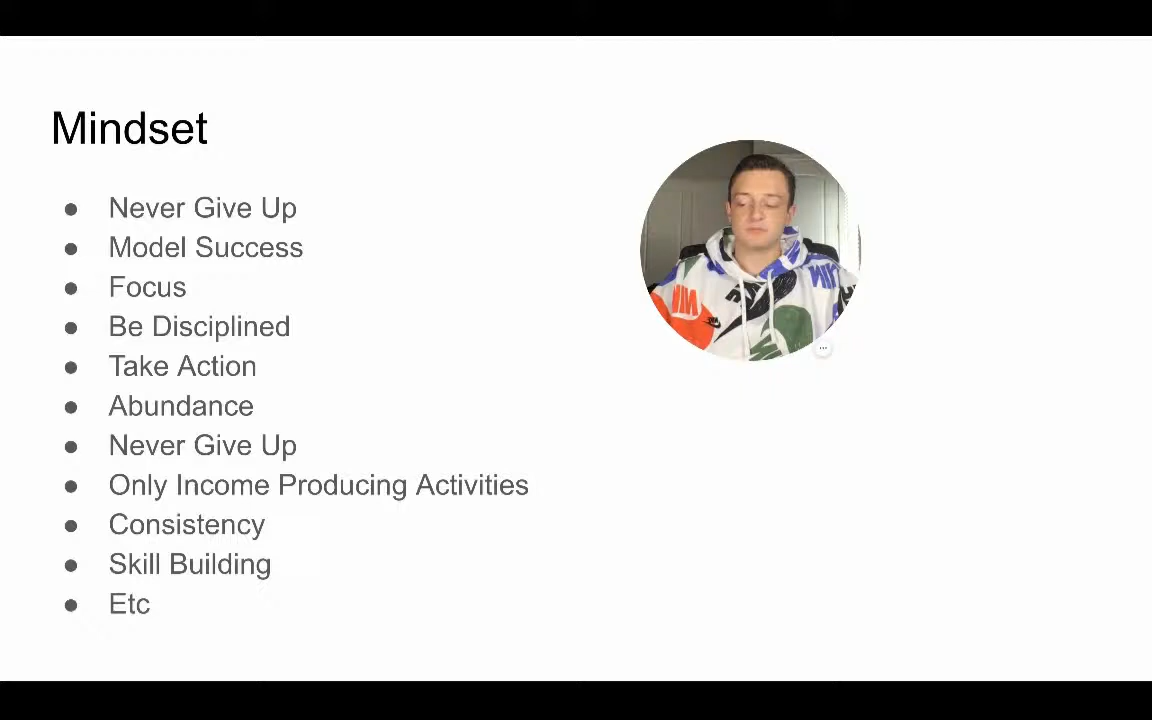 Mindset
Never Give Up
Model Success
Focus
Be Disciplined
Take Action
Abundance
Never Give Up
Only Income Producing Activities
Consistency
Skill Building
Etc